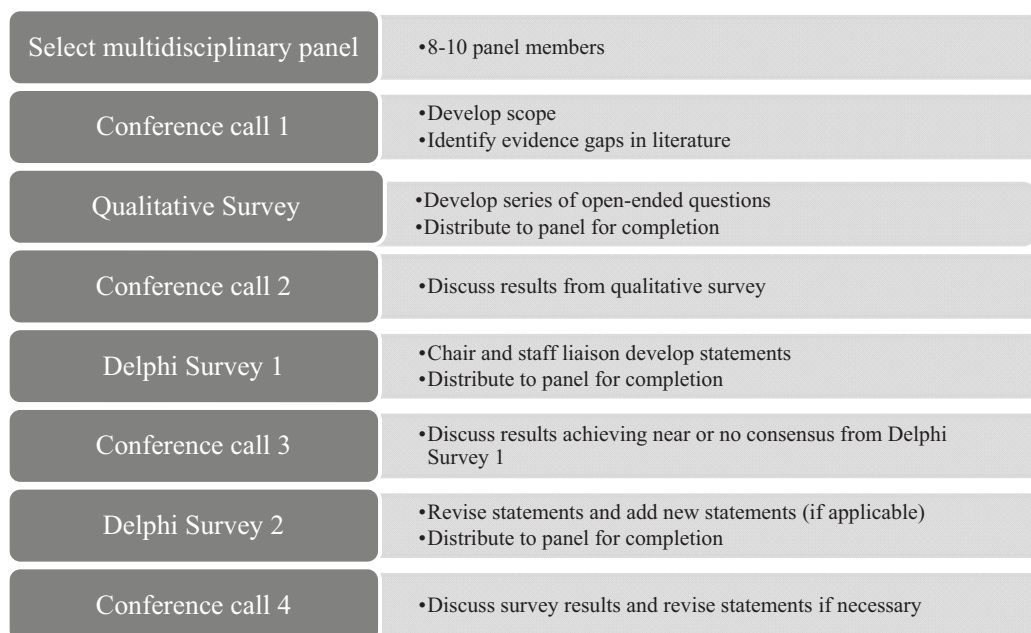 Select multidisciplinary panel
•8-10 panel members
Conference call 1
•Develop scope
•Identify evidence gaps in literature
Qualitative Survey
•Develop series of open-ended questions
•Distribute to panel for completion
Conference call 2
•Discuss results from qualitative survey
Delphi Survey 1
•Chair and staff liaison develop statements
•Distribute to panel for completion
Conference call 3
•Discuss results achieving near or no consensus from Delphi
Survey 1
Delphi Survey 2
•Revise statements and add new statements (if applicable)
•Distribute to panel for completion
Conference call 4
•Discuss survey results and revise statements if necessary